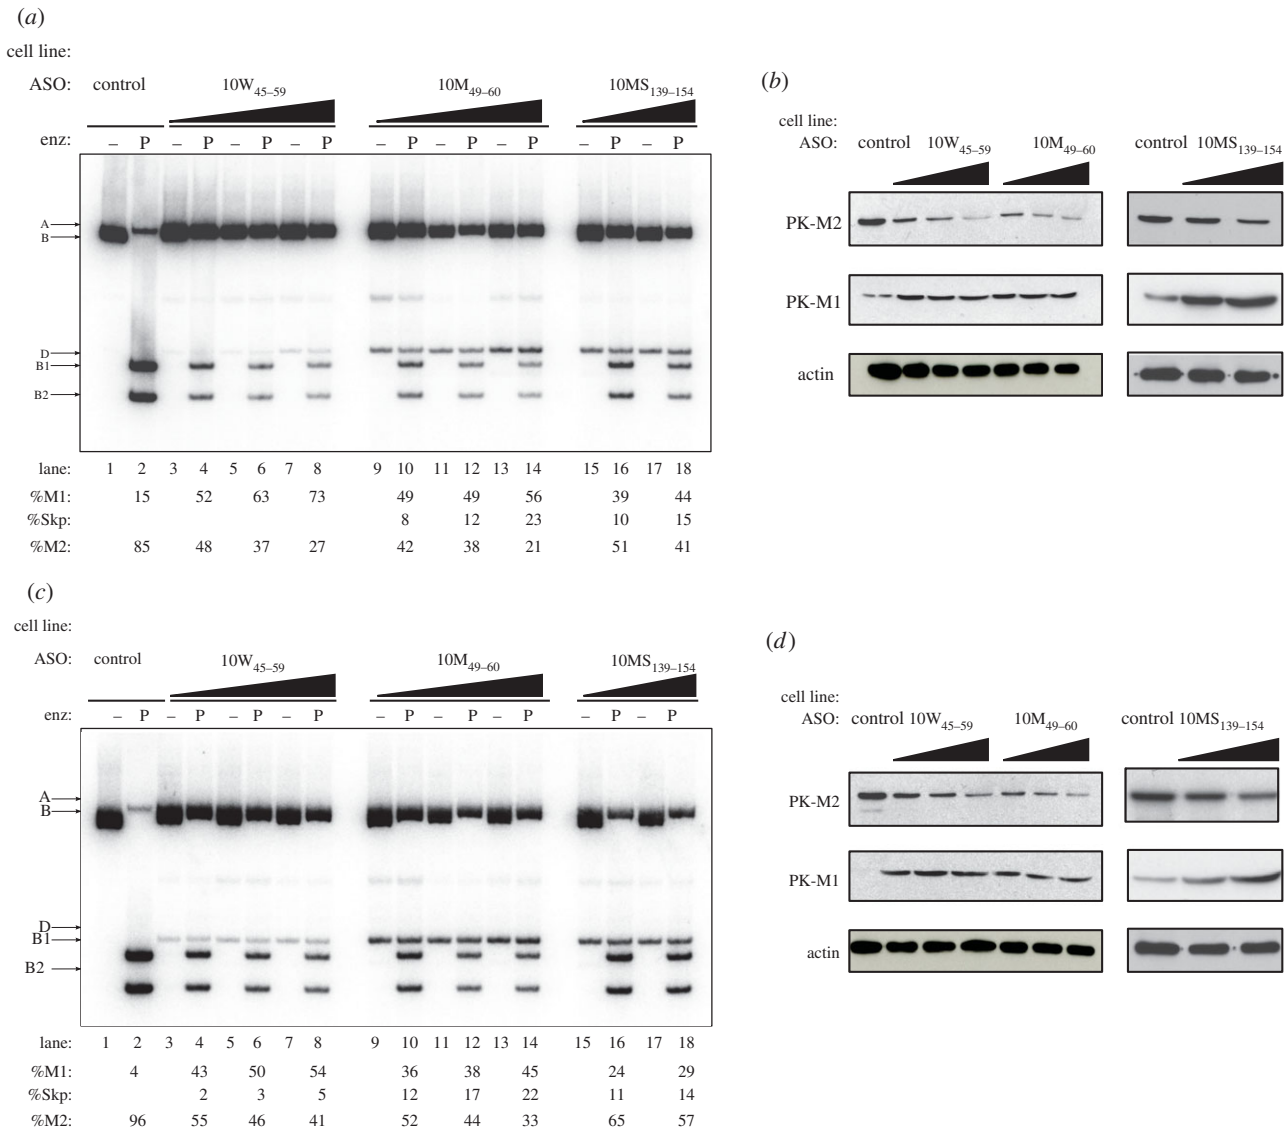 (a)
cell line:
ASO: control 10W45–59 10M49–60 10MS139–154
enz: – P – P – P – P – P – P – P – P – P
A
B
D
B1
B2
lane: 1 2 3 4 5 6 7 8 9 10 11 12 13 14 15 16 17 18
%M1: 15 52 63 73 49 49 56 39 44
%Skp: 8 12 23 10 15
%M2: 85 48 37 27 42 38 21 51 41
(b)
cell line:
ASO: control 10W45–59 10M49–60 control 10MS139–154
PK-M2
PK-M1
actin
(c)
cell line:
ASO: control 10W45–59 10M49–60 10MS139–154
enz: – P – P – P – P – P – P – P – P – P
A
B
D
B1
B2
lane: 1 2 3 4 5 6 7 8 9 10 11 12 13 14 15 16 17 18
%M1: 4 43 50 54 36 38 45 24 29
%Skp: 2 3 5 12 17 22 11 14
%M2: 96 55 46 41 52 44 33 65 57
(d)
cell line:
ASO: control 10W45–59 10M49–60 control 10MS139–154
PK-M2
PK-M1
actin